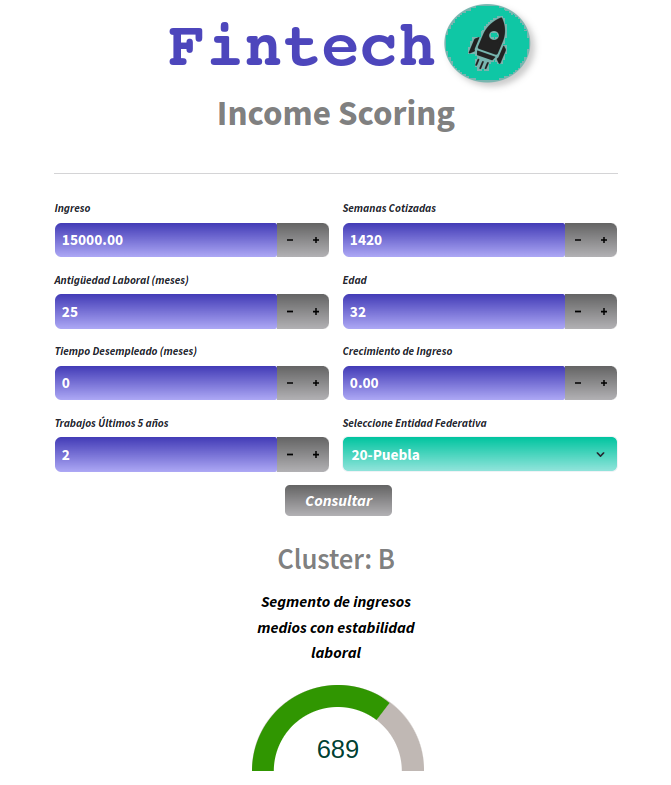 Fintech
Income Scoring
Ingreso
Semanas Cotizadas
15000.00
1420
Antigüedad Laboral (meses)
Edad
25
32
Tiempo Desempleado (meses)
Crecimiento de Ingreso
0
0.00
Trabajos Últimos 5 años
Seleccione Entidad Federativa
2
20-Puebla
Consultar
Cluster: B
Segmento de ingresos
medios con estabilidad
laboral
689